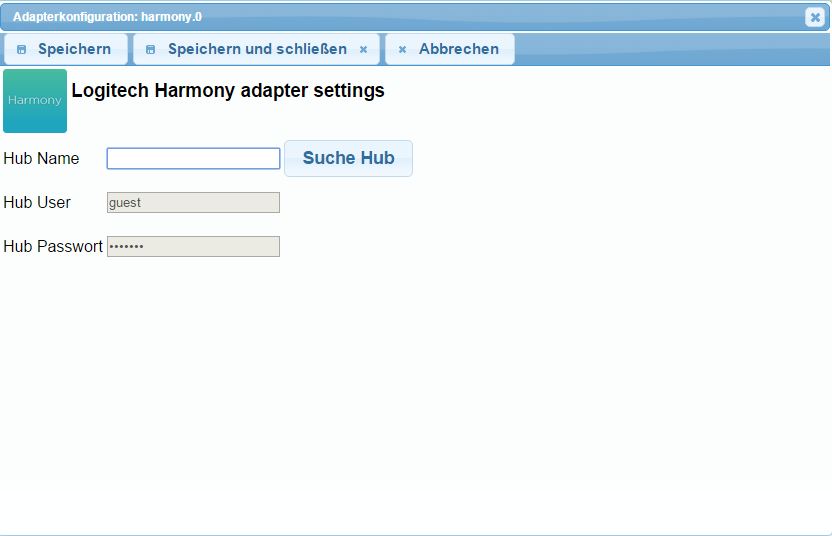 Adapterkonfiguration: harmony.0
Speichern Speichern und schließen Abbrechen
Harmony
Logitech Harmony adapter settings
Hub Name Suche Hub
Hub User guest
Hub Passwort •••••••